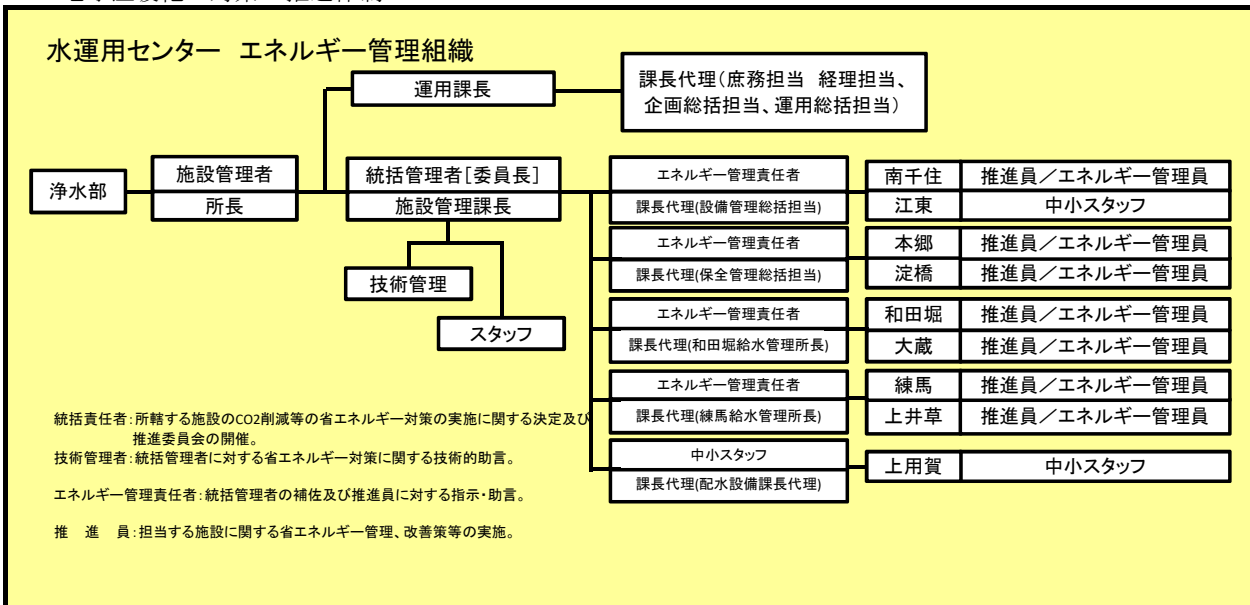 水運用センター エネルギー管理組織
運用課長
課長代理(庶務担当 経理担当、
企画総括担当、運用総括担当)
浄水部
施設管理者
所長
統括管理者[委員長]
施設管理課長
技術管理
スタッフ
エネルギー管理責任者
課長代理(設備管理総括担当)
南千住 推進員/エネルギー管理員
江東 中小スタッフ
エネルギー管理責任者
課長代理(保全管理総括担当)
本郷 推進員/エネルギー管理員
淀橋 推進員/エネルギー管理員
エネルギー管理責任者
課長代理(和田堀給水管理所長)
和田堀 推進員/エネルギー管理員
大蔵 推進員/エネルギー管理員
エネルギー管理責任者
課長代理(練馬給水管理所長)
練馬 推進員/エネルギー管理員
上井草 推進員/エネルギー管理員
中小スタッフ
課長代理(配水設備課長代理)
上用賀 中小スタッフ
統括責任者:所轄する施設のCO2削減等の省エネルギー対策の実施に関する決定及び
推進委員会の開催。
技術管理者:統括管理者に対する省エネルギー対策に関する技術的助言。
エネルギー管理責任者:統括管理者の補佐及び推進員に対する指示・助言。
推 進 員:担当する施設に関する省エネルギー管理、改善策等の実施。